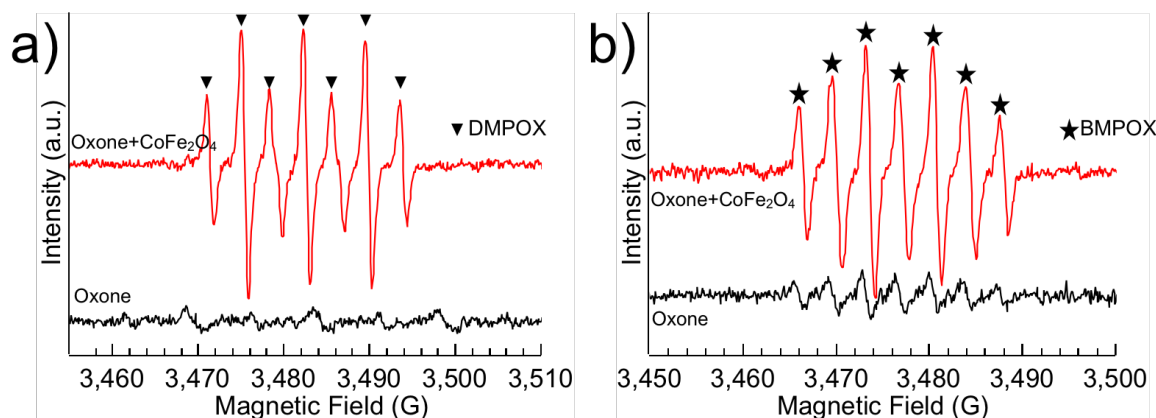 a)
Intensity (a.u.)
Oxone+CoFe₂O₄
▼DMPOX
Oxone
3,460 3,470 3,480 3,490 3,500 3,510
Magnetic Field (G)
b)
Intensity (a.u.)
★BMPOX
Oxone+CoFe₂O₄
Oxone
3,450 3,460 3,470 3,480 3,490 3,500
Magnetic Field (G)